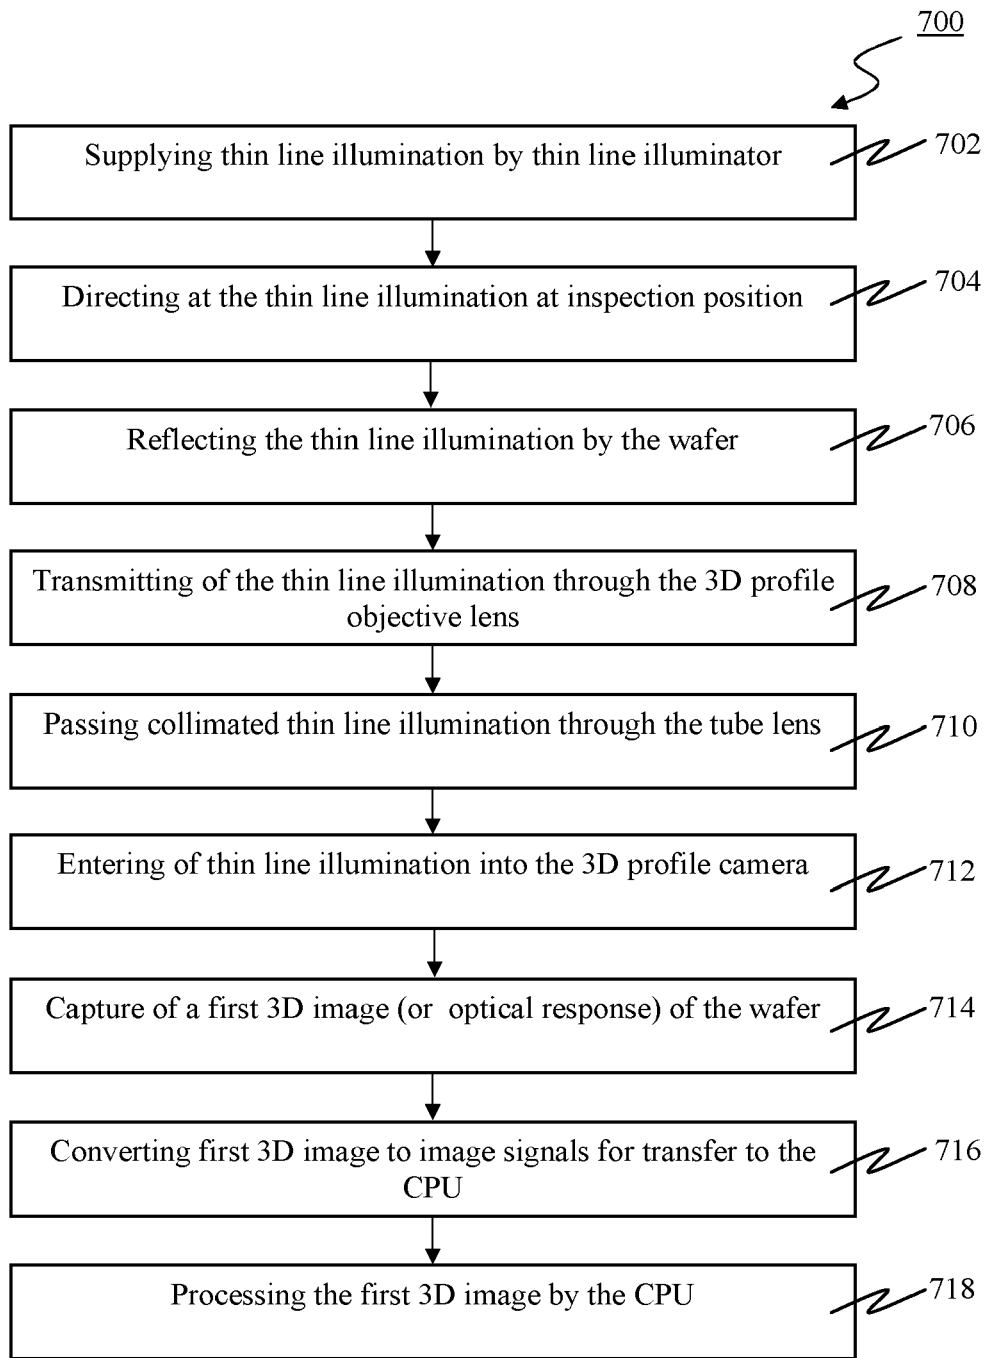 700
Supplying thin line illumination by thin line illuminator
702
Directing at the thin line illumination at inspection position
704
Reflecting the thin line illumination by the wafer
706
Transmitting of the thin line illumination through the 3D profile
objective lens
708
Passing collimated thin line illumination through the tube lens
710
Entering of thin line illumination into the 3D profile camera
712
Capture of a first 3D image (or optical response) of the wafer
714
Converting first 3D image to image signals for transfer to the
CPU
716
Processing the first 3D image by the CPU
718